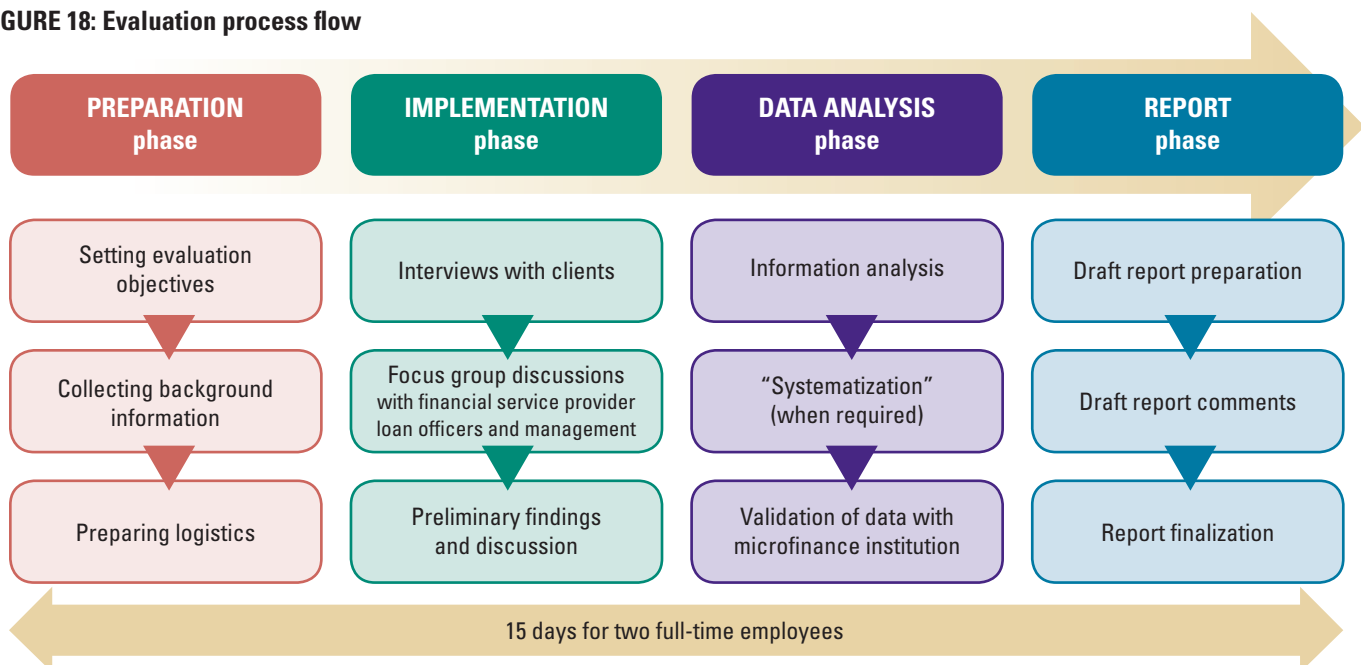 GURE 18: Evaluation process flow
PREPARATION
phase
IMPLEMENTATION
phase
DATA ANALYSIS
phase
REPORT
phase
Setting evaluation
objectives
Collecting background
information
Preparing logistics
Interviews with clients
Focus group discussions
with financial service provider
loan officers and management
Preliminary findings
and discussion
Information analysis
“Systematization”
(when required)
Validation of data with
microfinance institution
Draft report preparation
Draft report comments
Report finalization
15 days for two full-time employees